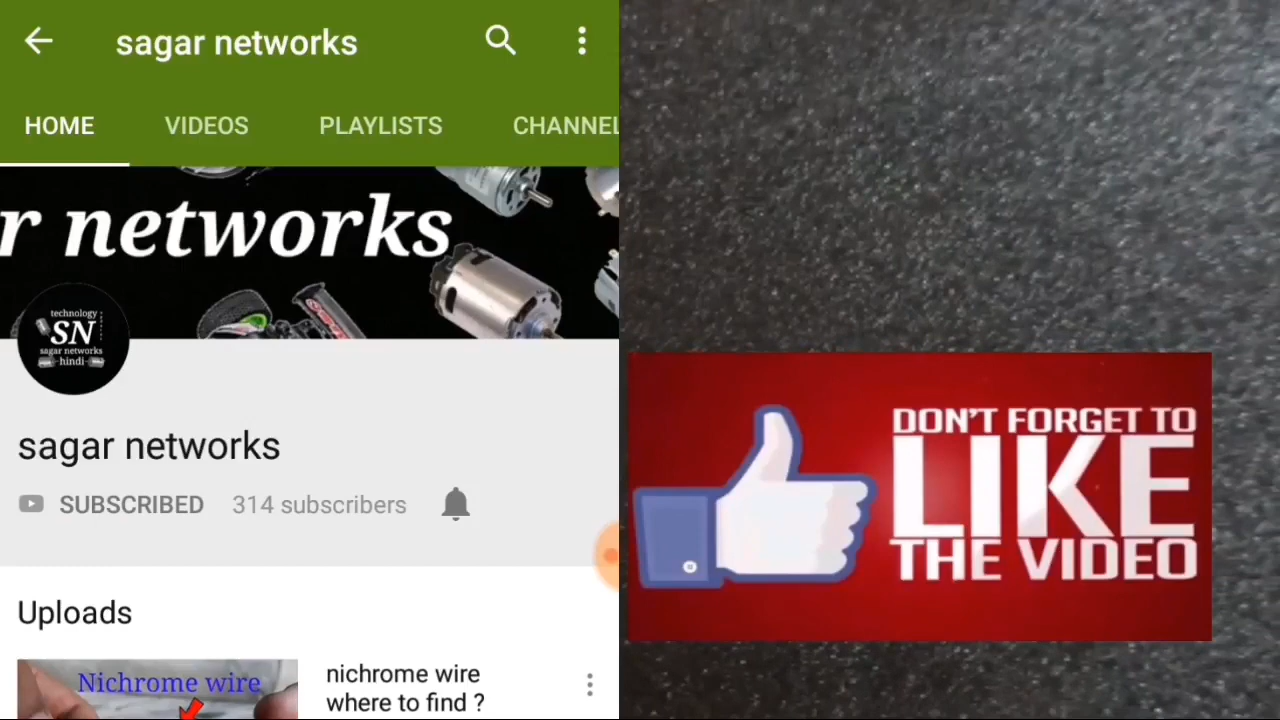 sagar networks
HOME VIDEOS PLAYLISTS CHANNEL
r networks
technology
SN
sagar networks
hindi
sagar networks
SUBSCRIBED 314 subscribers
Uploads
Nichrome wire
nichrome wire
where to find ?
DON'T FORGET TO
LIKE
THE VIDEO